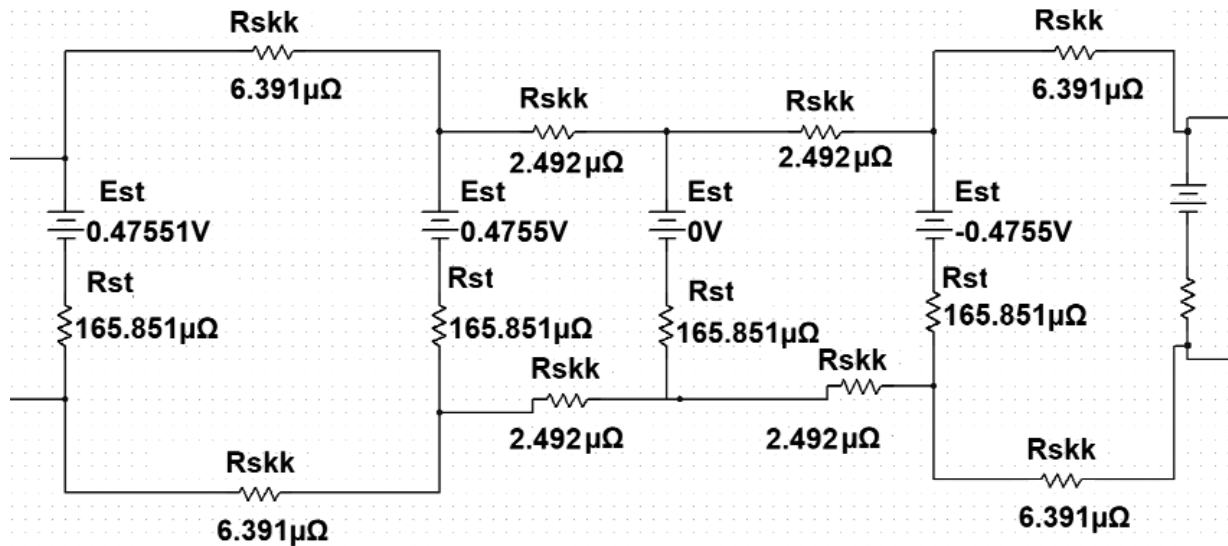 Rskk
6.391μΩ
Rskk
6.391μΩ
Rskk
2.492μΩ
Rskk
2.492μΩ
Est
0.47551V
Est
0.4755V
Est
0V
Est
-0.4755V
Rst
165.851μΩ
Rst
165.851μΩ
Rst
165.851μΩ
Rst
165.851μΩ
Rskk
2.492μΩ
Rskk
2.492μΩ
Rskk
6.391μΩ
Rskk
6.391μΩ